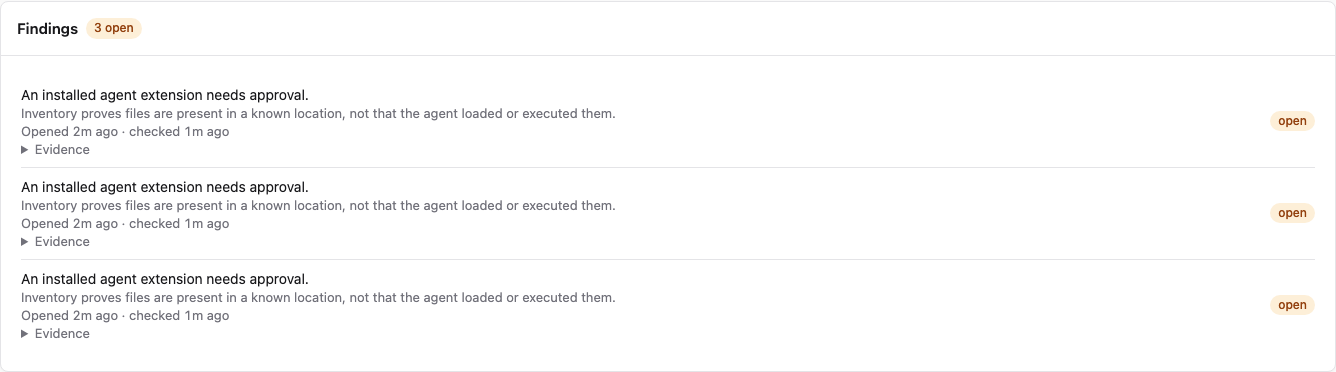 Findings 3 open
An installed agent extension needs approval.
Inventory proves files are present in a known location, not that the agent loaded or executed them.
Opened 2m ago · checked 1m ago
Evidence
open
An installed agent extension needs approval.
Inventory proves files are present in a known location, not that the agent loaded or executed them.
Opened 2m ago · checked 1m ago
Evidence
open
An installed agent extension needs approval.
Inventory proves files are present in a known location, not that the agent loaded or executed them.
Opened 2m ago · checked 1m ago
Evidence
open